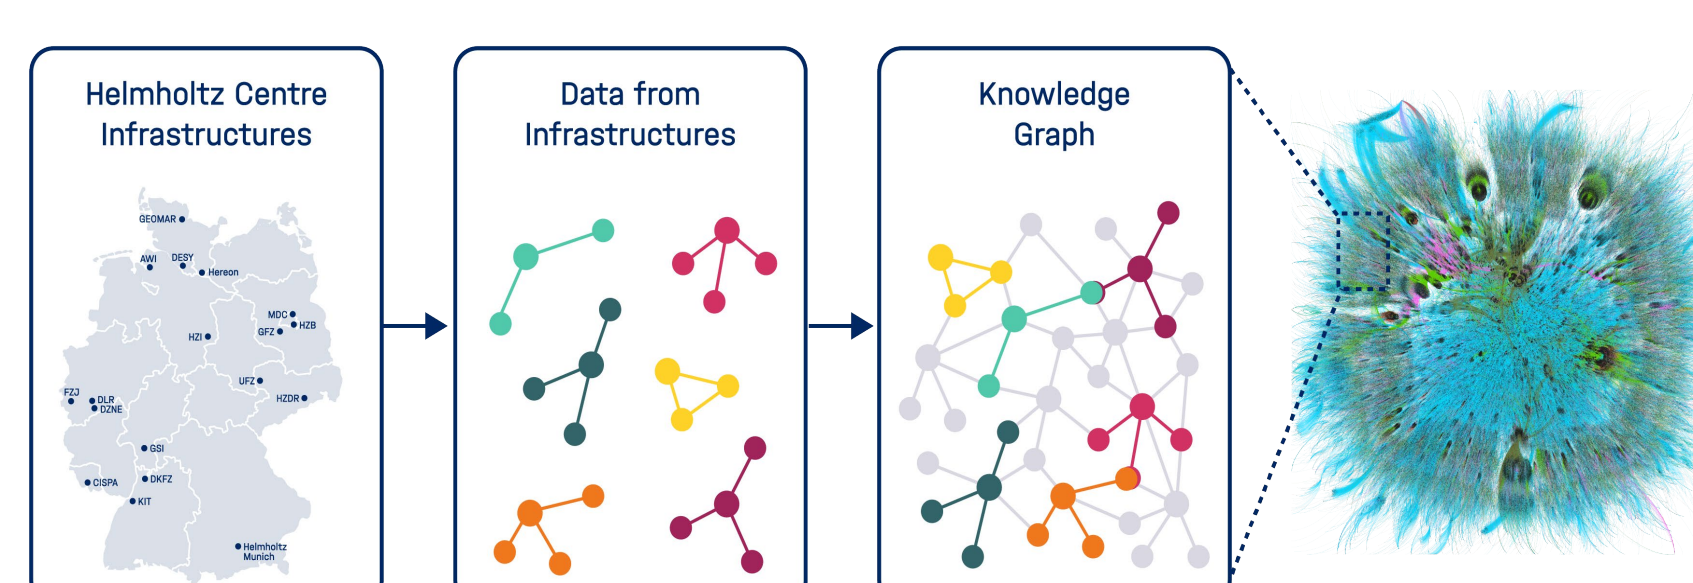 Helmholtz Centre
Infrastructures
GEOMAR
AWI
DESY
Hereon
MDC
HZB
GFZ
HZI
UFZ
HZDR
FZJ
DLR
DZNE
GSI
CISPA
DKFZ
KIT
Helmholtz
Munich
Data from
Infrastructures
Knowledge
Graph